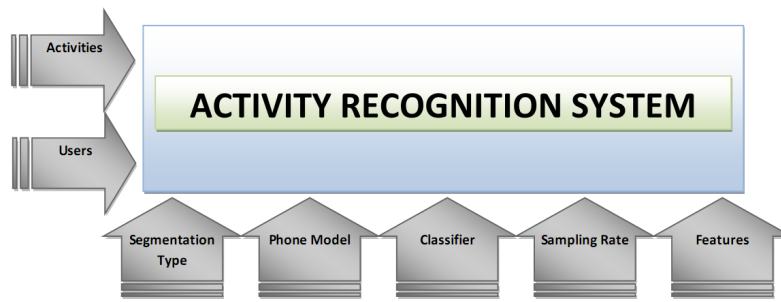 Activities
ACTIVITY RECOGNITION SYSTEM
Users
Segmentation
Type
Phone Model
Classifier
Sampling Rate
Features